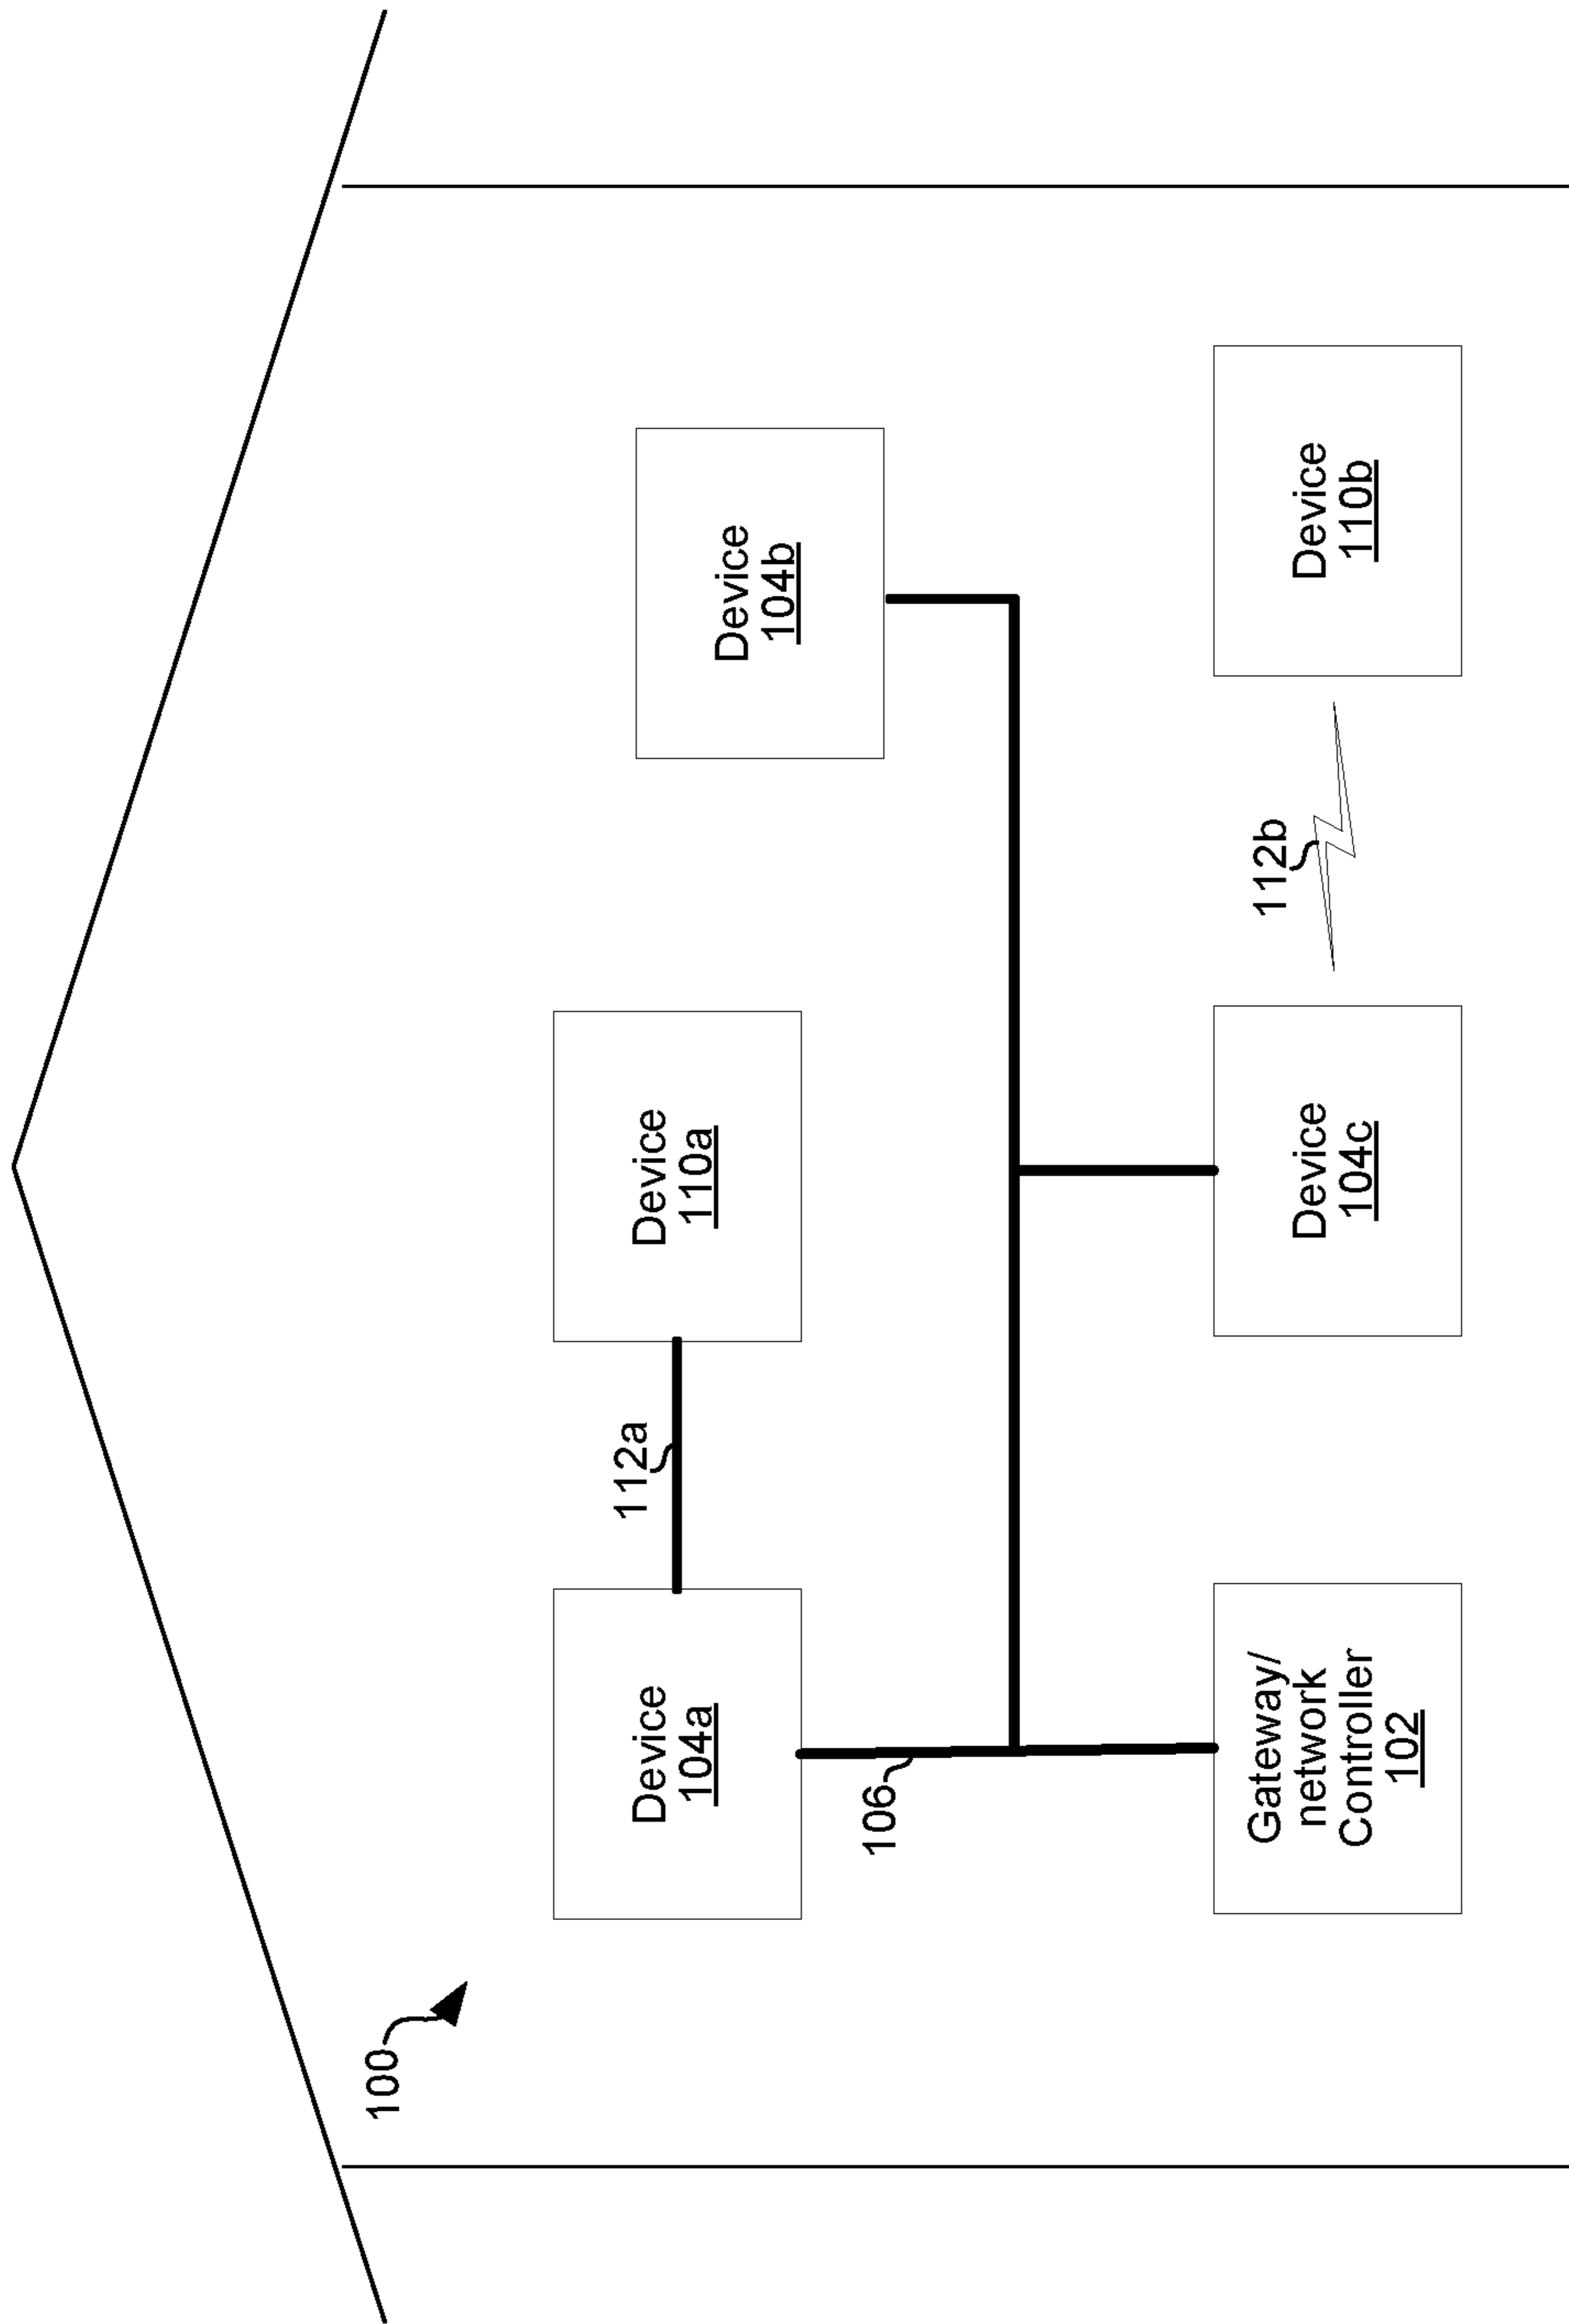 100
Device
104a
112a
Device
110a
Device
104b
106
Gateway/
network
Controller
102
Device
104c
112b
Device
110b